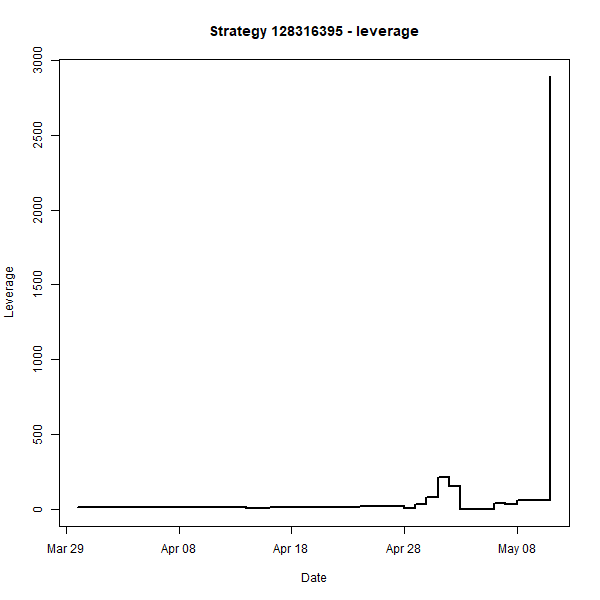 Strategy 128316395 - leverage
3000
2500
2000
1500
1000
500
0
Leverage
Mar 29 Apr 08 Apr 18 Apr 28 May 08
Date